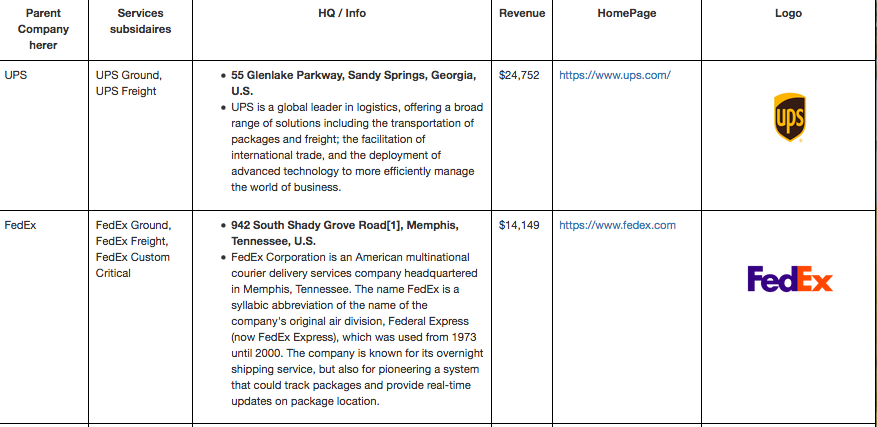 Parent Company herer
Services subsidaires
HQ / Info
Revenue
HomePage
Logo
UPS
UPS Ground,
UPS Freight
• 55 Glenlake Parkway, Sandy Springs, Georgia,
U.S.
• UPS is a global leader in logistics, offering a broad
range of solutions including the transportation of
packages and freight; the facilitation of
international trade, and the deployment of
advanced technology to more efficiently manage
the world of business.
$24,752
https://www.ups.com/
ups
FedEx
FedEx Ground,
FedEx Freight,
FedEx Custom
Critical
• 942 South Shady Grove Road[1], Memphis,
Tennessee, U.S.
• FedEx Corporation is an American multinational
courier delivery services company headquartered
in Memphis, Tennessee. The name FedEx is a
syllabic abbreviation of the name of the
company's original air division, Federal Express
(now FedEx Express), which was used from 1973
until 2000. The company is known for its overnight
shipping service, but also for pioneering a system
that could track packages and provide real-time
updates on package location.
$14,149
https://www.fedex.com
FedEx